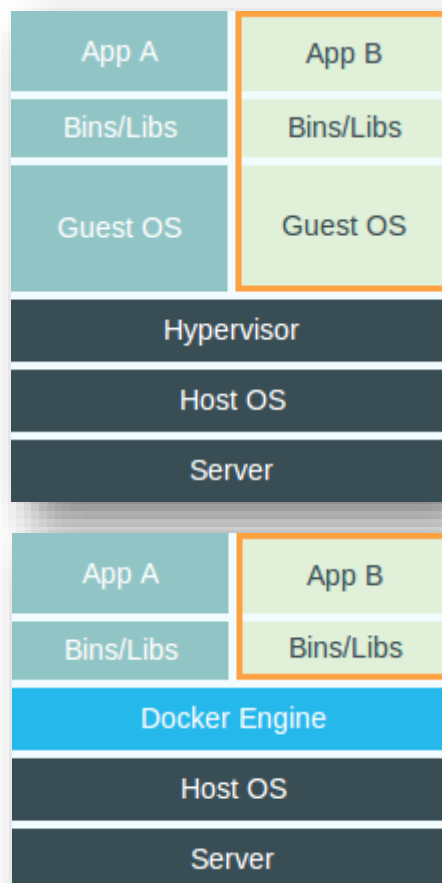 App A
App B
Bins/Libs
Bins/Libs
Guest OS
Guest OS
Hypervisor
Host OS
Server
App A
App B
Bins/Libs
Bins/Libs
Docker Engine
Host OS
Server